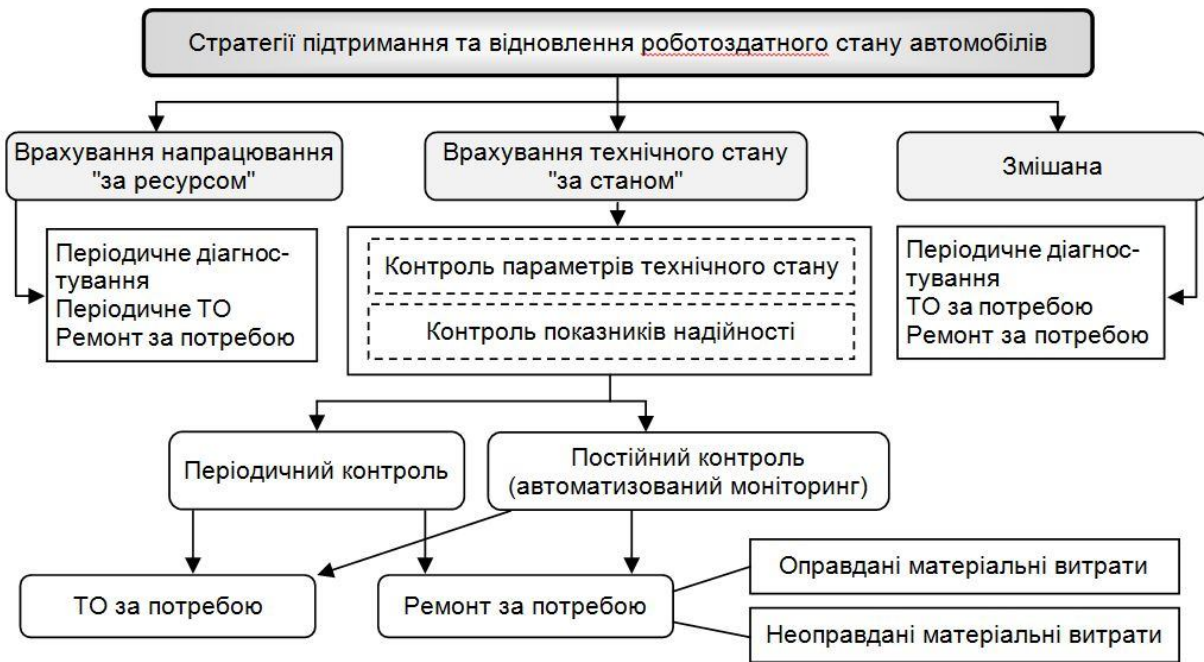 Стратегії підтримання та відновлення роботоздатного стану автомобілів
Врахування напрацювання
"за ресурсом"
Врахування технічного стану
"за станом"
Змішана
Періодичне діагнос-
тування
Періодичне ТО
Ремонт за потребою
Контроль параметрів технічного стану
Контроль показників надійності
Періодичне діагнос-
тування
ТО за потребою
Ремонт за потребою
Періодичний контроль
Постійний контроль
(автоматизований моніторинг)
ТО за потребою
Ремонт за потребою
Оправдані матеріальні витрати
Неоправдані матеріальні витрати